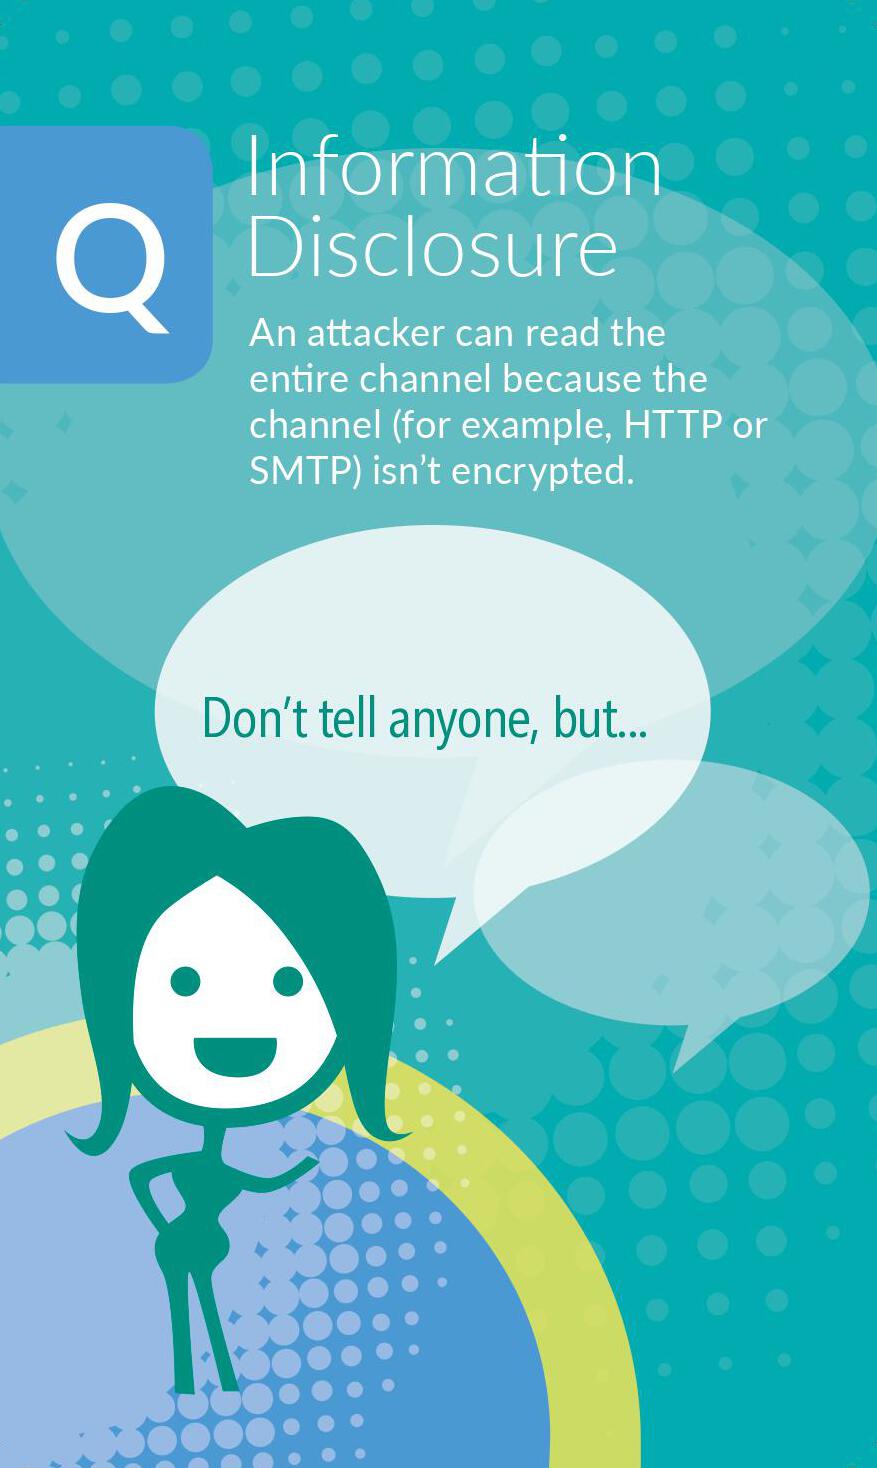 Q
Information
Disclosure
An attacker can read the
entire channel because the
channel (for example, HTTP or
SMTP) isn’t encrypted.
Don’t tell anyone, but...